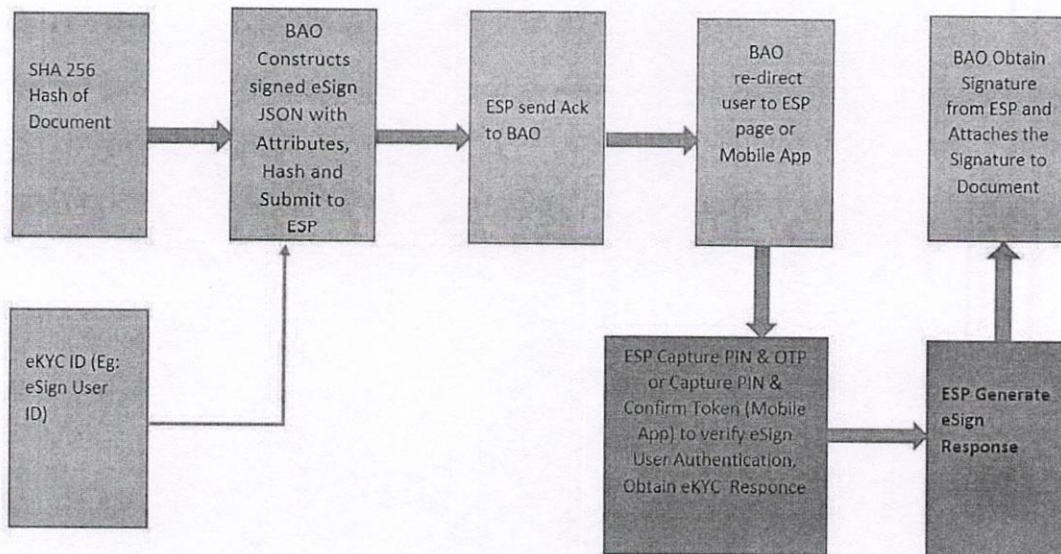 SHA 256
Hash of
Document
BAO
Constructs
signed eSign
JSON with
Attributes,
Hash and
Submit to
ESP
ESP send Ack
to BAO
BAO
re-direct
user to ESP
page or
Mobile App
BAO Obtain
Signature
from ESP and
Attaches the
Signature to
Document
eKYC ID (Eg:
eSign User
ID)
ESP Capture PIN & OTP
or Capture PIN &
Confirm Token (Mobile
App) to verify eSign
User Authentication,
Obtain eKYC Responce
ESP Generate
eSign
Response